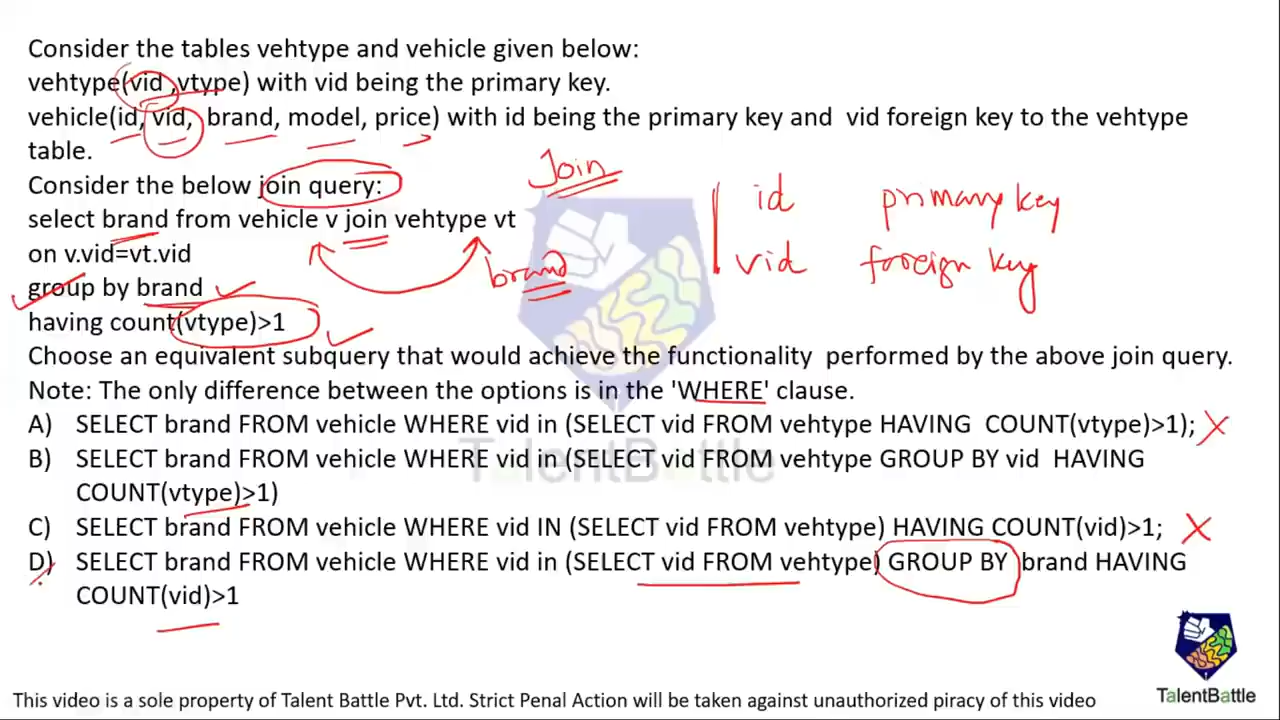 Consider the tables vehtype and vehicle given below:
vehtype(vid ,vtype) with vid being the primary key.
vehicle(id, vid, brand, model, price) with id being the primary key and vid foreign key to the vehtype
table.
Consider the below join query:
Join
id primary key
select brand from vehicle v join vehtype vt
on v.vid=vt.vid
brand
vid foreign key
group by brand
having count(vtype)>1
Choose an equivalent subquery that would achieve the functionality performed by the above join query.
Note: The only difference between the options is in the 'WHERE' clause.
A) SELECT brand FROM vehicle WHERE vid in (SELECT vid FROM vehtype HAVING COUNT(vtype)>1);
B) SELECT brand FROM vehicle WHERE vid in (SELECT vid FROM vehtype GROUP BY vid HAVING
COUNT(vtype)>1)
TalentBattle
C) SELECT brand FROM vehicle WHERE vid IN (SELECT vid FROM vehtype) HAVING COUNT(vid)>1;
D) SELECT brand FROM vehicle WHERE vid in (SELECT vid FROM vehtype) GROUP BY brand HAVING
COUNT(vid)>1
TalentBattle
This video is a sole property of Talent Battle Pvt. Ltd. Strict Penal Action will be taken against unauthorized piracy of this video